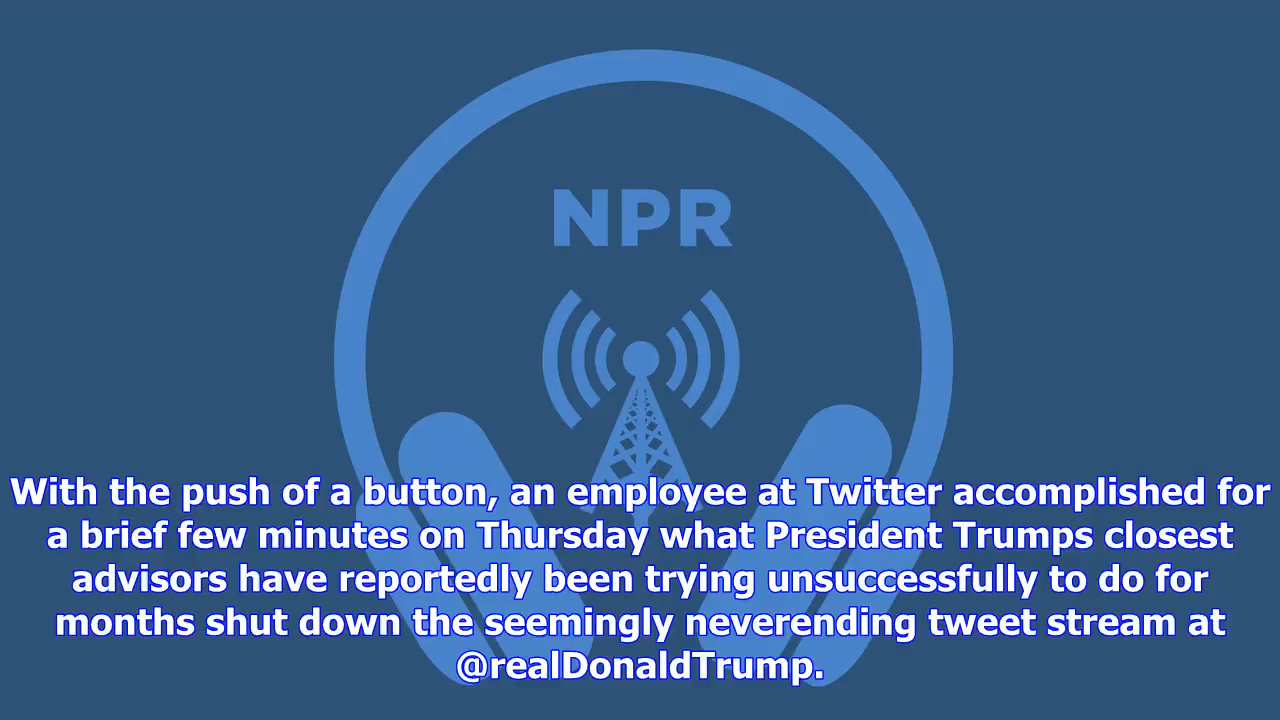 NPR
With the push of a button, an employee at Twitter accomplished for
a brief few minutes on Thursday what President Trumps closest
advisors have reportedly been trying unsuccessfully to do for
months shut down the seemingly neverending tweet stream at
@realDonaldTrump.